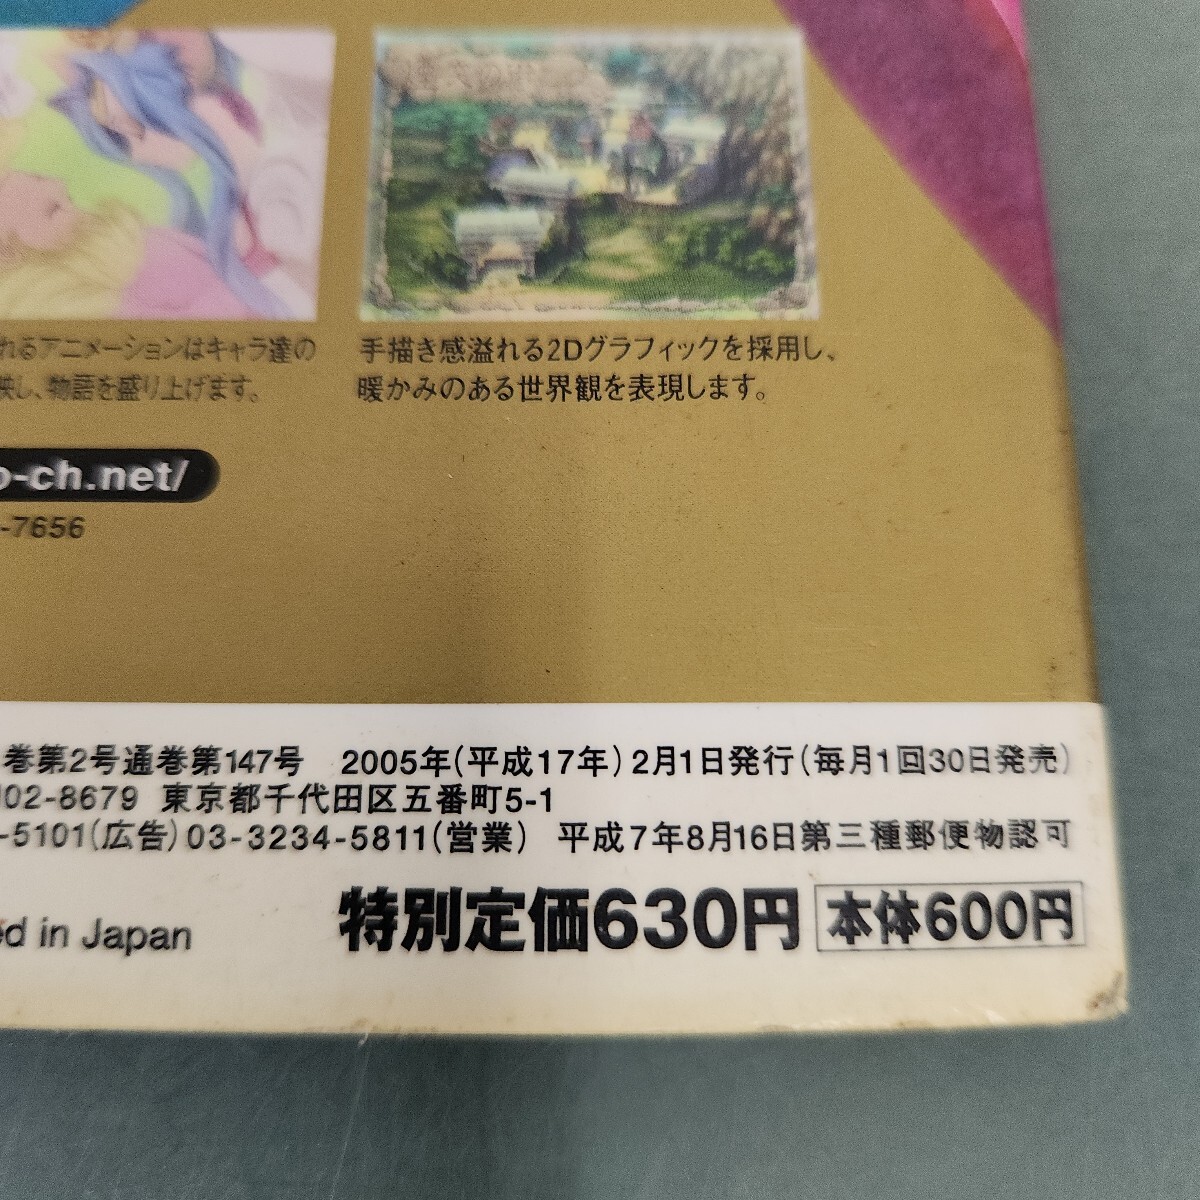 れるアニメーションはキャラ達の
映し、物語を盛り上げます。
手描き感溢れる2Dグラフィックを採用し、
暖かみのある世界観を表現します。
o-ch.net/
-7656
巻第2号通巻第147号 2005年(平成17年)2月1日発行(毎月1回30日発売)
02-8679 東京都千代田区五番町5-1
-5101(広告)03-3234-5811(営業) 平成7年8月16日第三種郵便物認可
ed in Japan
特別定価630円 本体600円